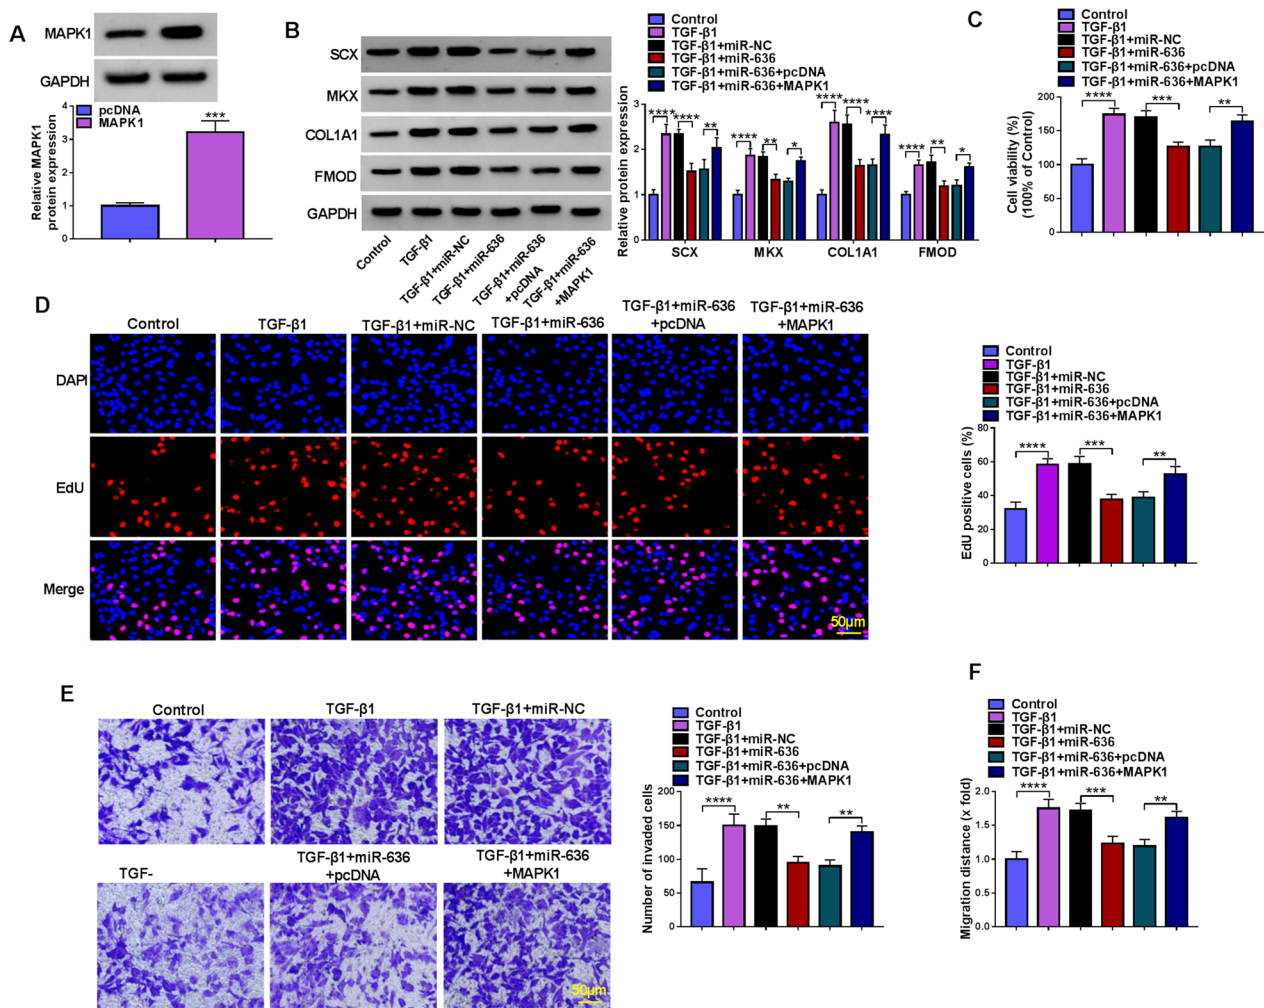 A
MAPK1
GAPDH
pcDNA
MAPK1
***
Relative MAPK1
protein expression
4
3
2
1
0
B
SCX
MKX
COL1A1
FMOD
GAPDH
Control
TGF-β1
TGF-β1+miR-NC
TGF-β1+miR-636
TGF-β1+miR-636
+pcDNA
TGF-β1+miR-636
+MAPK1
Control
TGF-β1
TGF-β1+miR-NC
TGF-β1+miR-636
TGF-β1+miR-636+pcDNA
TGF-β1+miR-636+MAPK1
Relative protein expression
3
2
1
0
**** **** **
**** ** *
**** **** ****
**** ** *
SCX MKX COL1A1 FMOD
C
Control
TGF-β1
TGF-β1+miR-NC
TGF-β1+miR-636
TGF-β1+miR-636+pcDNA
TGF-β1+miR-636+MAPK1
Cell viability (%)
(100% of Control)
200
150
100
50
0
**** *** **
D
Control
TGF-β1
TGF-β1+miR-NC
TGF-β1+miR-636
TGF-β1+miR-636
+pcDNA
TGF-β1+miR-636
+MAPK1
DAPI
EdU
Merge
50μm
Control
TGF-β1
TGF-β1+miR-NC
TGF-β1+miR-636
TGF-β1+miR-636+pcDNA
TGF-β1+miR-636+MAPK1
EdU positive cells (%)
80
60
40
20
0
**** *** **
E
Control
TGF-β1
TGF-β1+miR-NC
TGF-
TGF-β1+miR-636
+pcDNA
TGF-β1+miR-636
+MAPK1
50μm
Control
TGF-β1
TGF-β1+miR-NC
TGF-β1+miR-636
TGF-β1+miR-636+pcDNA
TGF-β1+miR-636+MAPK1
Number of invaded cells
200
150
100
50
0
**** ** **
F
Control
TGF-β1
TGF-β1+miR-NC
TGF-β1+miR-636
TGF-β1+miR-636+pcDNA
TGF-β1+miR-636+MAPK1
Migration distance (x fold)
2.0
1.5
1.0
0.5
0.0
**** *** **